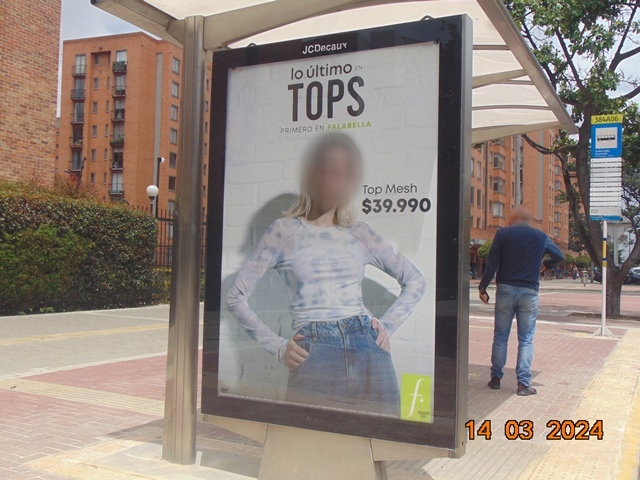 JCDecaux
lo último EN
TOPS
PRIMERO EN FALABELLA
Top Mesh
$39.990
f.
384A06
14 03 2024